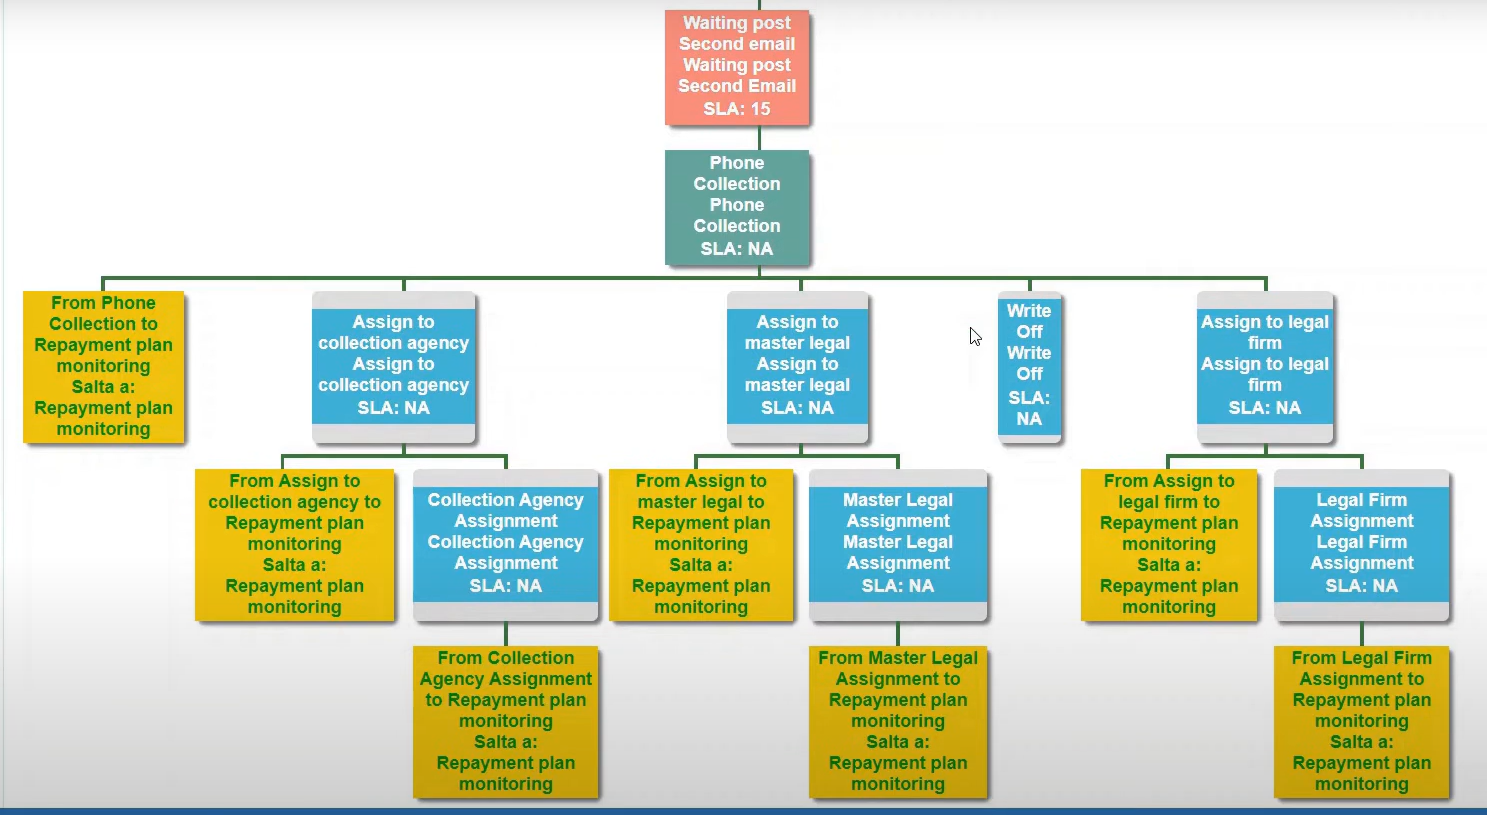 Waiting post
Second email
Waiting post
Second Email
SLA: 15
Phone
Collection
Phone
Collection
SLA: NA
From Phone
Collection to
Repayment plan
monitoring
Salta a:
Repayment plan
monitoring
Assign to
collection agency
Assign to
collection agency
SLA: NA
Assign to
master legal
Assign to
master legal
SLA: NA
Write
Off
Write
Off
SLA:
NA
Assign to legal
firm
Assign to legal
firm
SLA: NA
From Assign to
collection agency to
Repayment plan
monitoring
Salta a:
Repayment plan
monitoring
Collection Agency
Assignment
Collection Agency
Assignment
SLA: NA
From Assign to
master legal to
Repayment plan
monitoring
Salta a:
Repayment plan
monitoring
Master Legal
Assignment
Master Legal
Assignment
SLA: NA
From Assign to
legal firm to
Repayment plan
monitoring
Salta a:
Repayment plan
monitoring
Legal Firm
Assignment
Legal Firm
Assignment
SLA: NA
From Collection
Agency Assignment
to Repayment plan
monitoring
Salta a:
Repayment plan
monitoring
From Master Legal
Assignment to
Repayment plan
monitoring
Salta a:
Repayment plan
monitoring
From Legal Firm
Assignment to
Repayment plan
monitoring
Salta a:
Repayment plan
monitoring